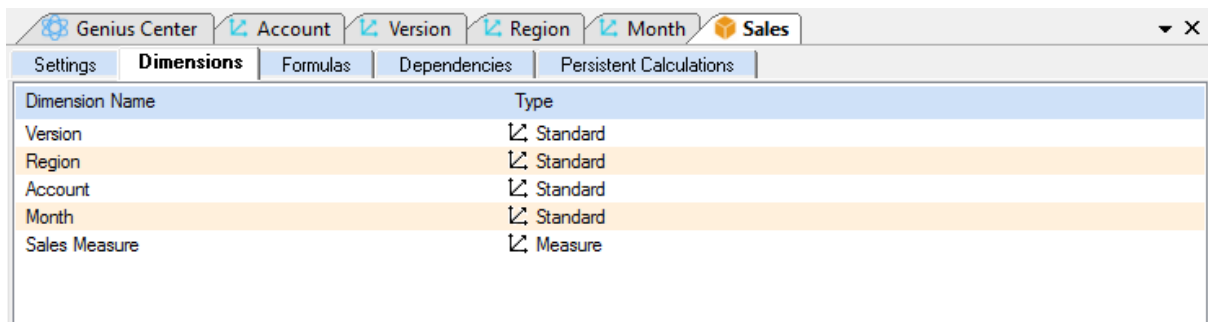 Genius Center Account Version Region Month Sales
Settings Dimensions Formulas Dependencies Persistent Calculations
Dimension Name Type
Version Standard
Region Standard
Account Standard
Month Standard
Sales Measure Measure